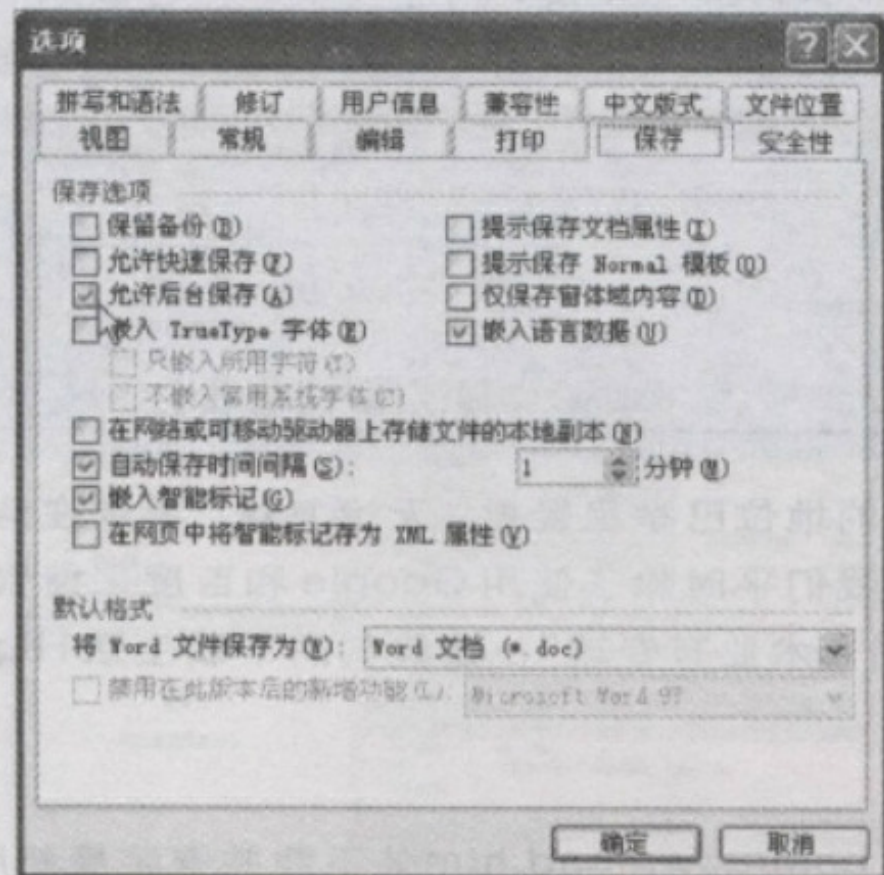 选项
拼写和语法 修订 用户信息 兼容性 中文版式 文件位置
视图 常规 编辑 打印 保存 安全性
保存选项
保留备份(B) 提示保存文档属性(I)
允许快速保存(F) 提示保存 Normal 模板(O)
允许后台保存(A) 仅保存窗体域内容(D)
嵌入 TrueType 字体(E) 嵌入语言数据(U)
只嵌入所用字符(T)
不嵌入常用系统字体
在网络或可移动驱动器上存储文件的本地副本(N)
自动保存时间间隔(S): 1 分钟(M)
嵌入智能标记(G)
在网页中将智能标记存为 XML 属性(V)
默认格式
将 Word 文件保存为(W): Word 文档 (*.doc)
禁用在此版本后的新增功能(L): Microsoft Word 97
确定 取消